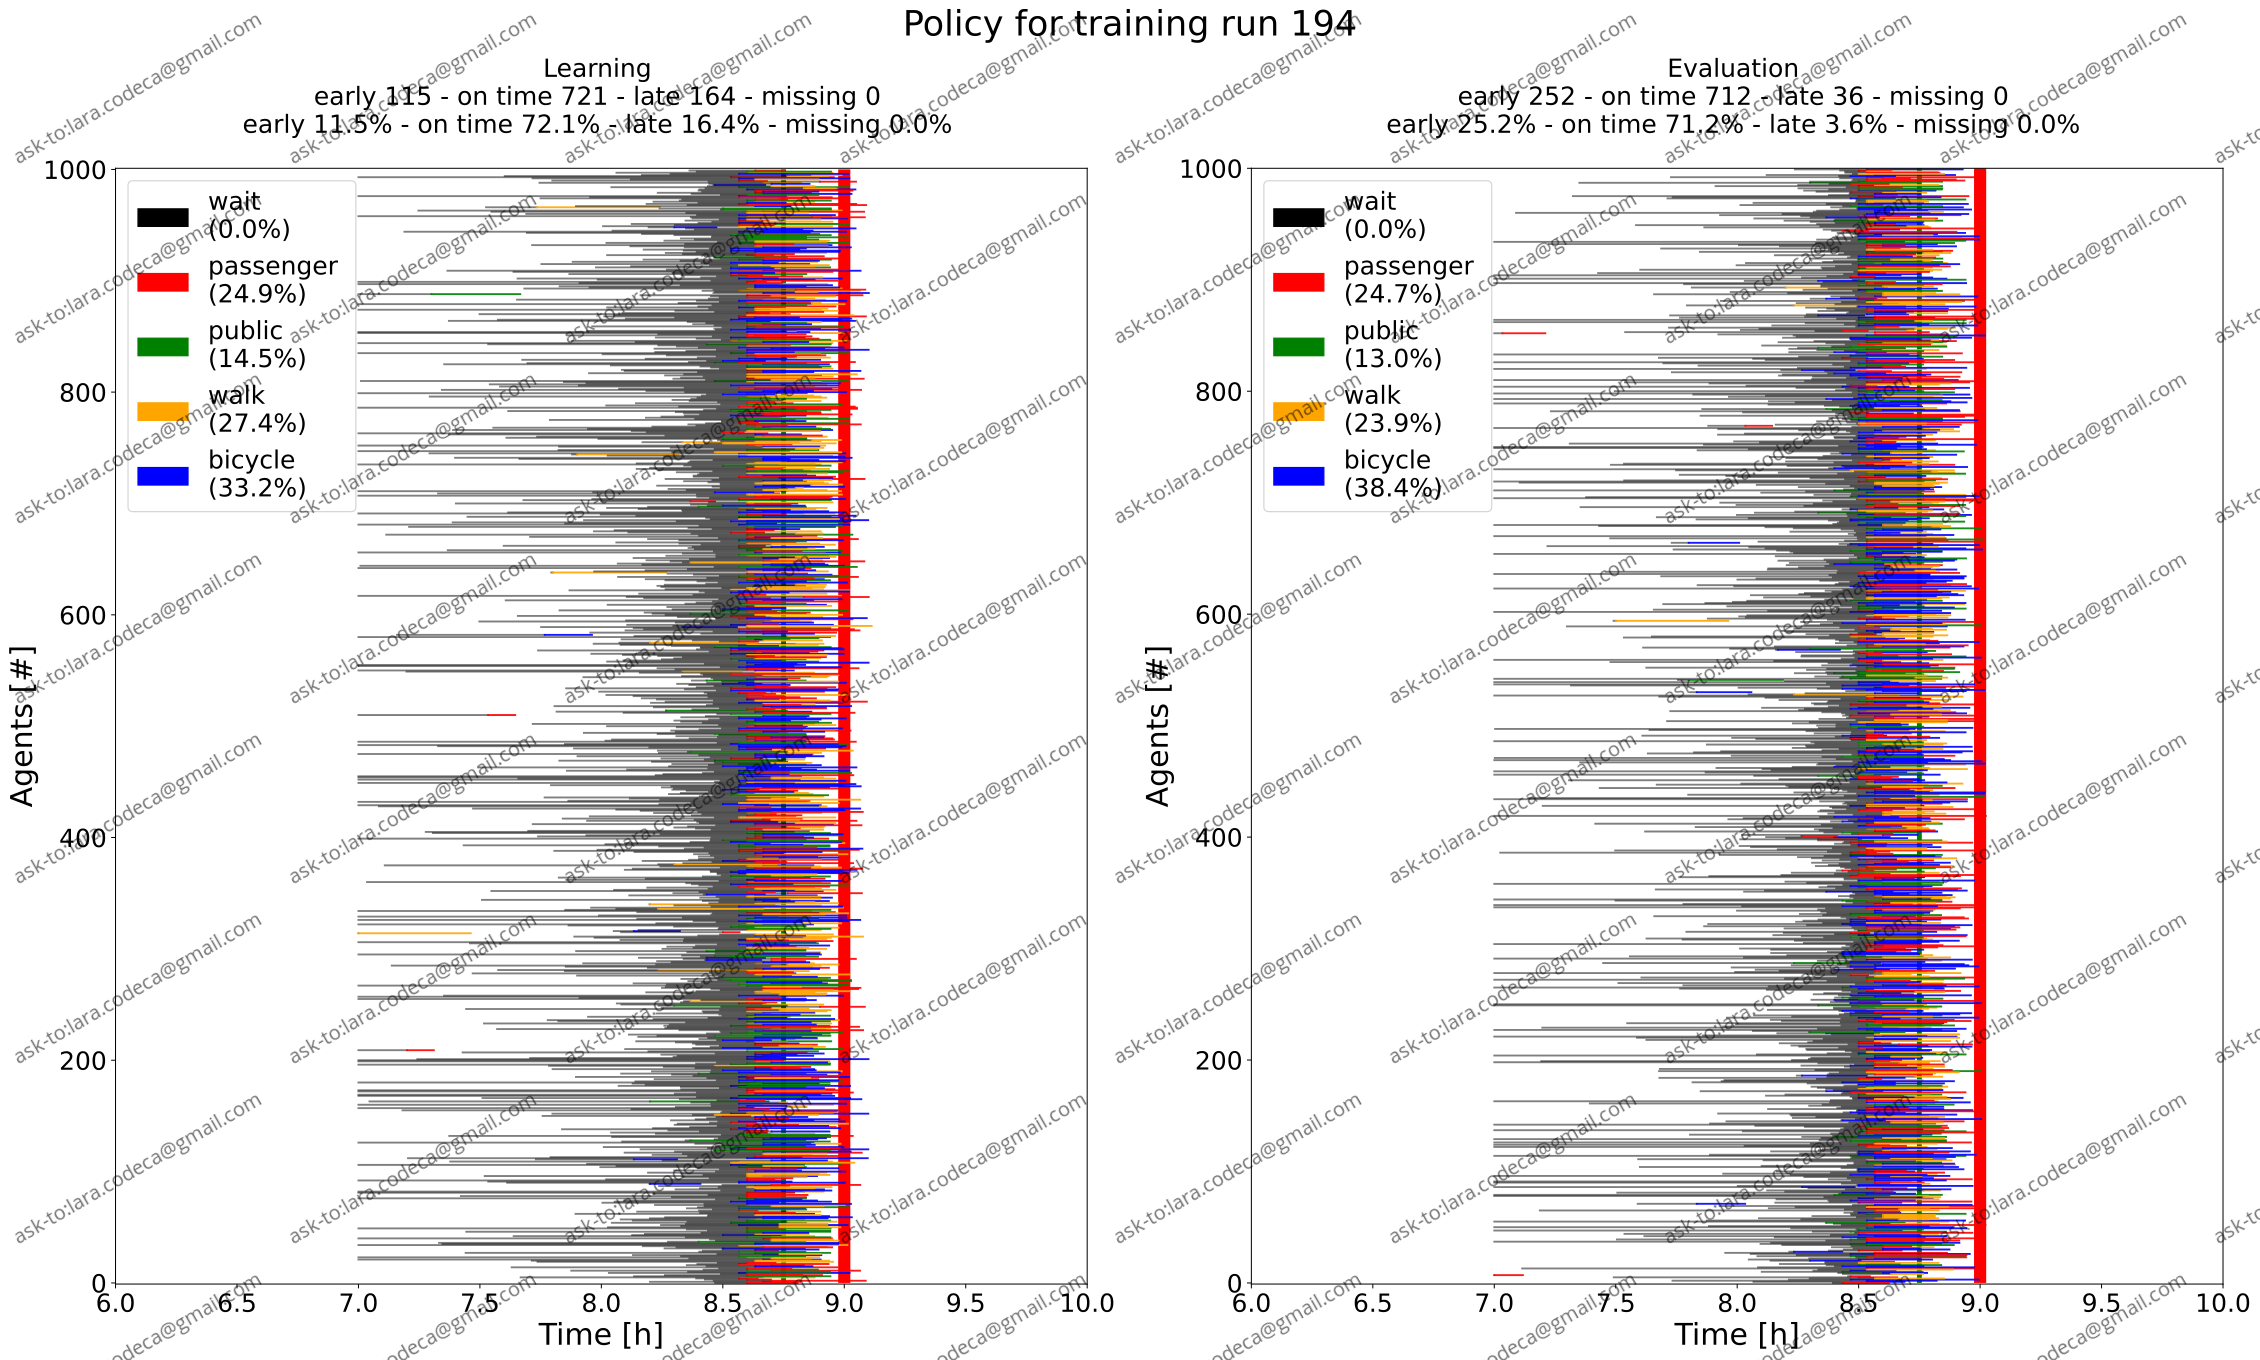 Policy for training run 194
Learning
early 115 - on time 721 - late 164 - missing 0
early 11.5% - on time 72.1% - late 16.4% - missing 0.0%
Evaluation
early 252 - on time 712 - late 36 - missing 0
early 25.2% - on time 71.2% - late 3.6% - missing 0.0%
wait
(0.0%)
passenger
(24.9%)
public
(14.5%)
walk
(27.4%)
bicycle
(33.2%)
1000
800
600
400
200
0
Agents [#]
6.0 6.5 7.0 7.5 8.0 8.5 9.0 9.5 10.0
Time [h]
wait
(0.0%)
passenger
(24.7%)
public
(13.0%)
walk
(23.9%)
bicycle
(38.4%)
1000
800
600
400
200
0
Agents [#]
6.0 6.5 7.0 7.5 8.0 8.5 9.0 9.5 10.0
Time [h]
ask-to:lara.codeca@gmail.com